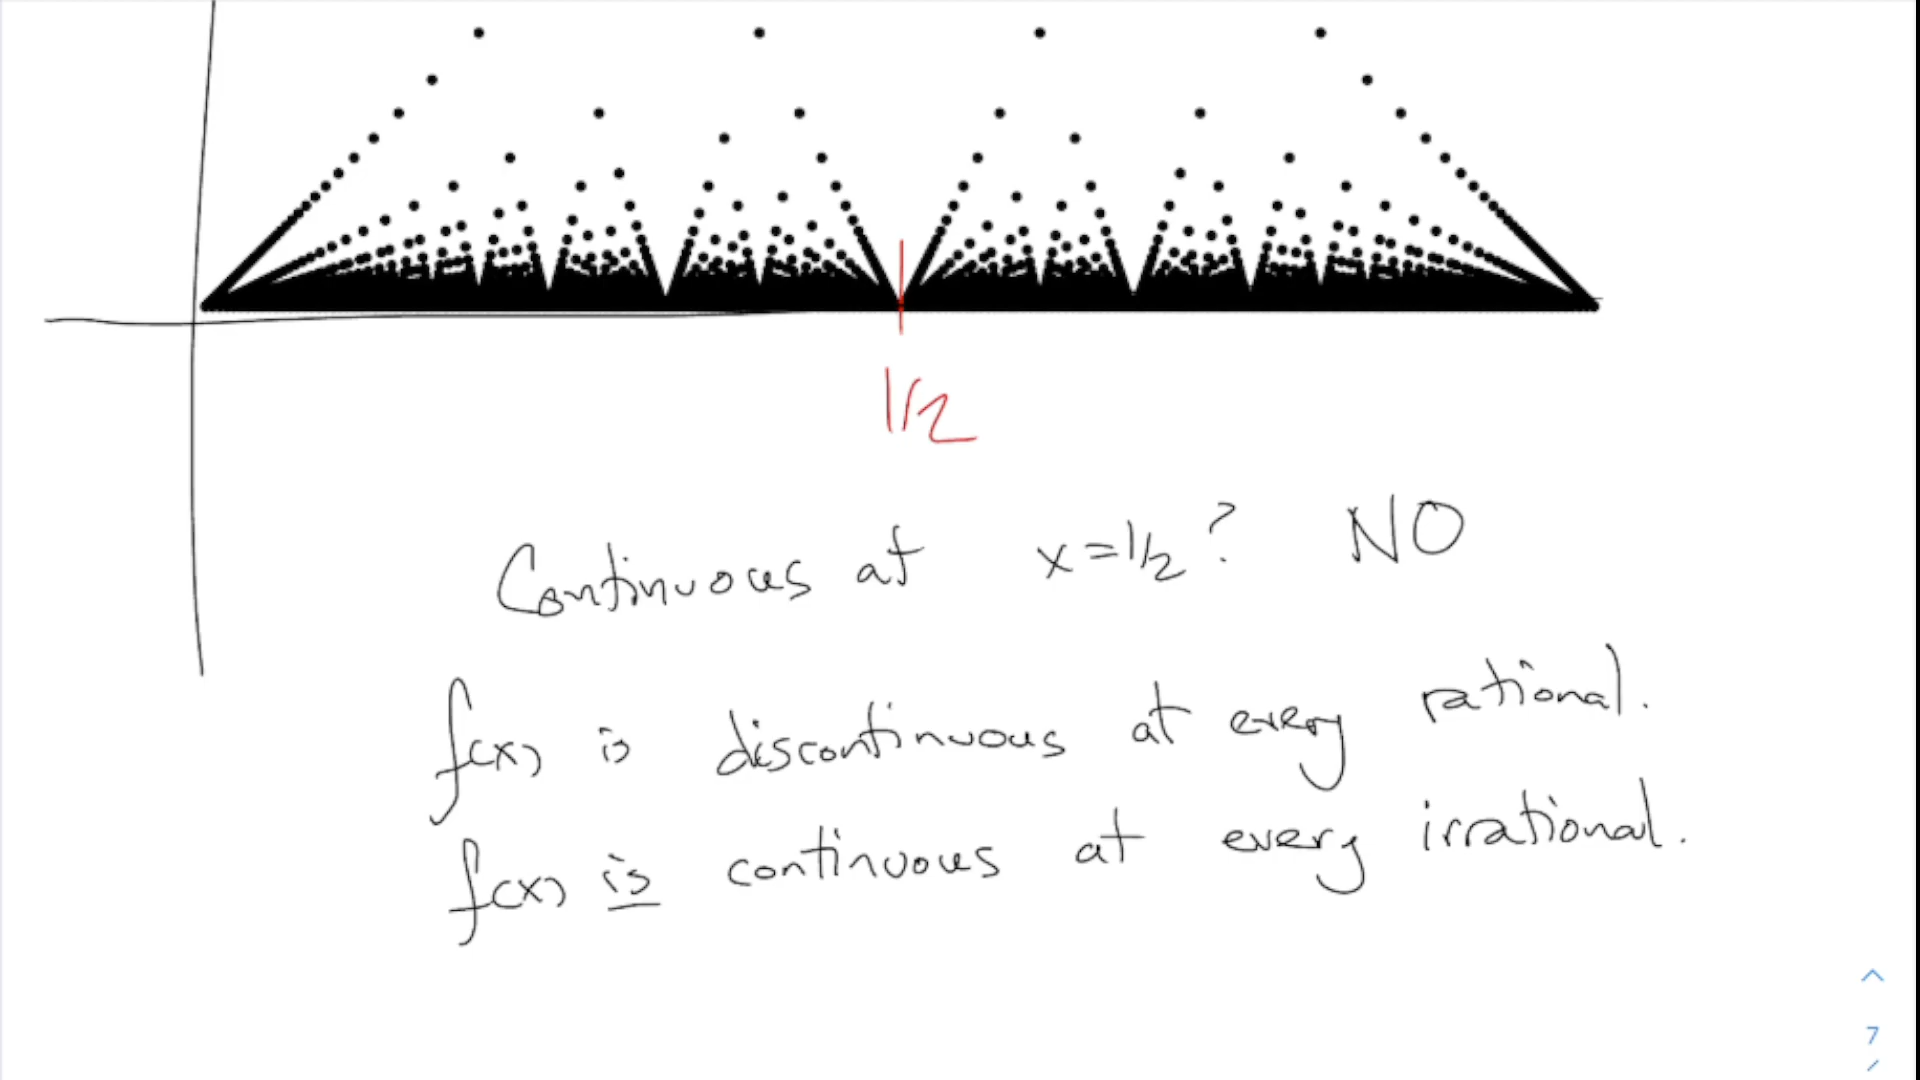 1/2
Continuous at x=1/2? NO
f(x) is discontinuous at every rational.
f(x) is continuous at every irrational.
7